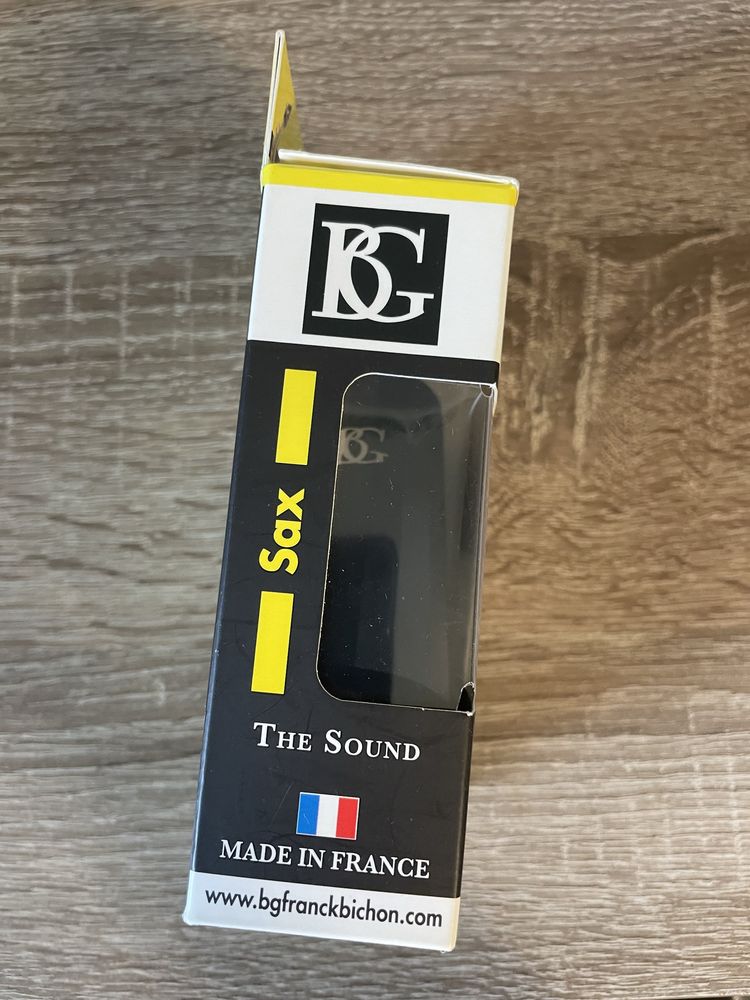 BG
BG
Sax
The Sound
MADE IN FRANCE
www.bgfranckbichon.com